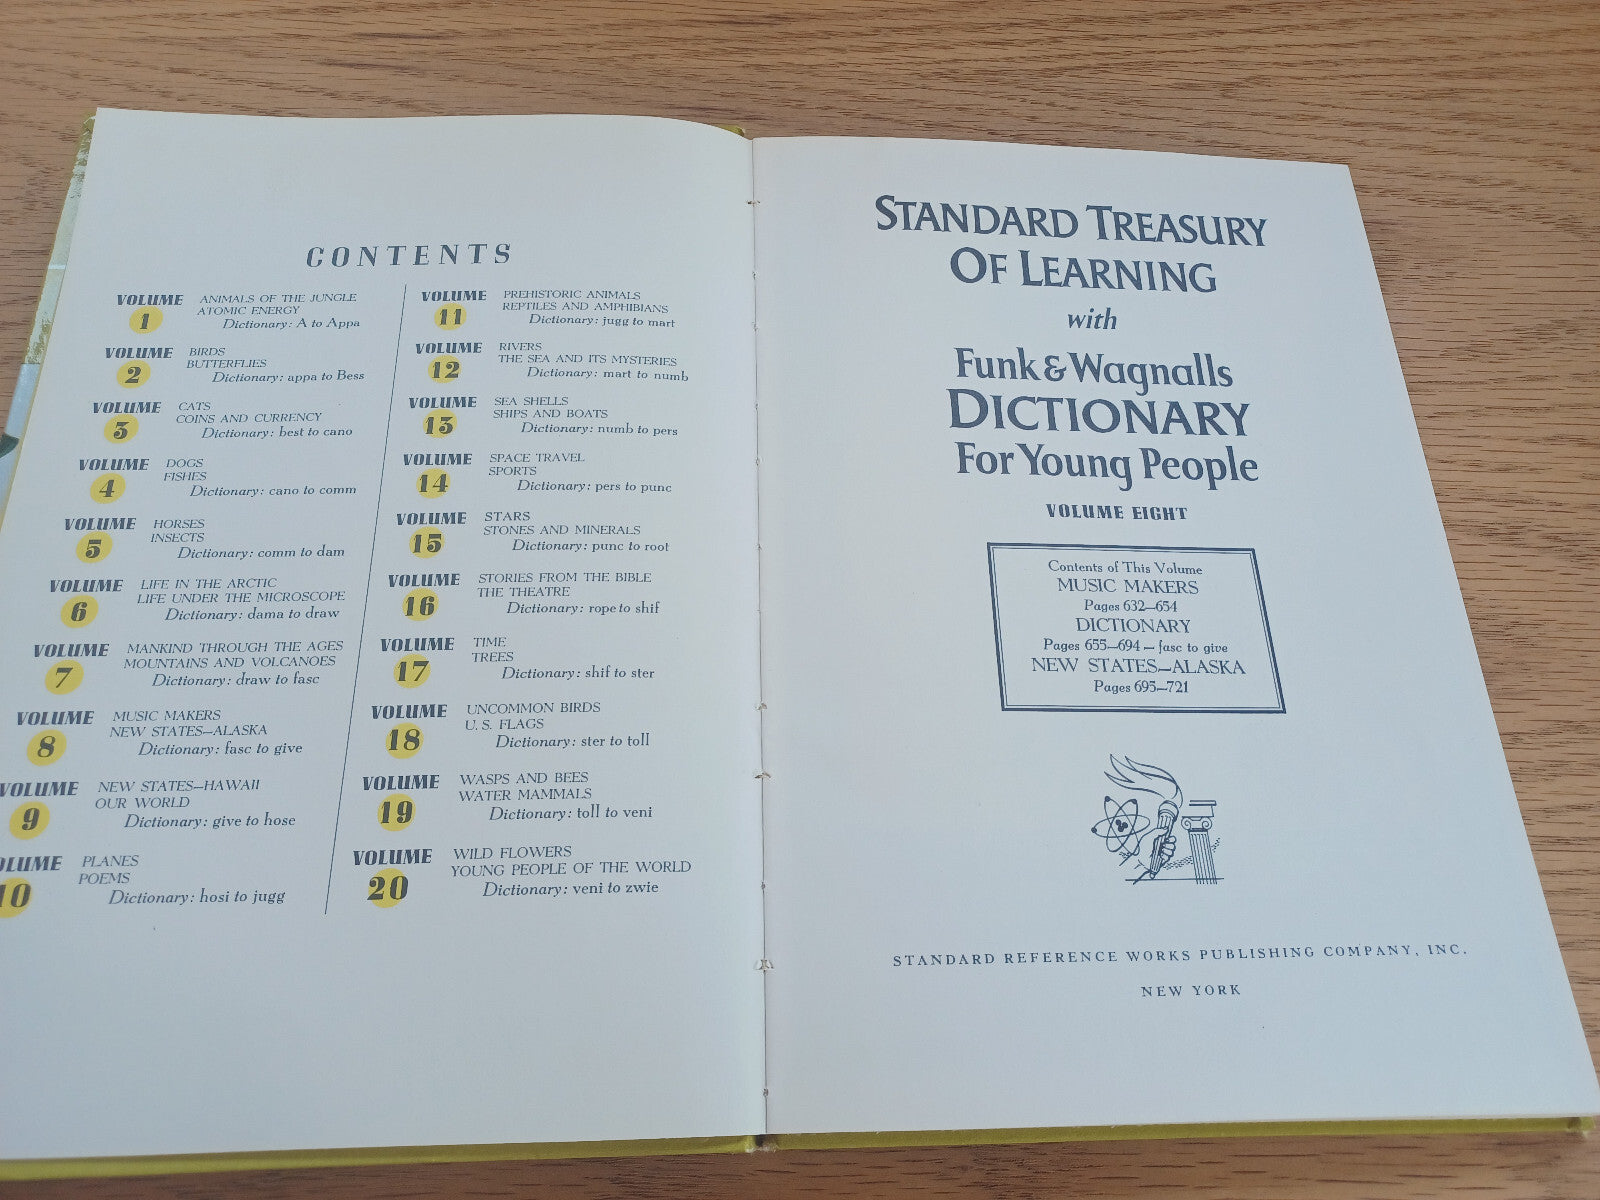 CONTENTS
VOLUME 1
ANIMALS OF THE JUNGLE
ATOMIC ENERGY
Dictionary: A to Appa
VOLUME 2
BIRDS
BUTTERFLIES
Dictionary: appa to Bess
VOLUME 3
CATS
COINS AND CURRENCY
Dictionary: best to cano
VOLUME 4
DOGS
FISHES
Dictionary: cano to comm
VOLUME 5
HORSES
INSECTS
Dictionary: comm to dam
VOLUME 6
LIFE IN THE ARCTIC
LIFE UNDER THE MICROSCOPE
Dictionary: dama to draw
VOLUME 7
MANKIND THROUGH THE AGES
MOUNTAINS AND VOLCANOES
Dictionary: draw to fasc
VOLUME 8
MUSIC MAKERS
NEW STATES—ALASKA
Dictionary: fasc to give
VOLUME 9
NEW STATES—HAWAII
OUR WORLD
Dictionary: give to hose
OLUME 10
PLANES
POEMS
Dictionary: hosi to jugg
VOLUME 11
PREHISTORIC ANIMALS
REPTILES AND AMPHIBIANS
Dictionary: jugg to mart
VOLUME 12
RIVERS
THE SEA AND ITS MYSTERIES
Dictionary: mart to numb
VOLUME 13
SEA SHELLS
SHIPS AND BOATS
Dictionary: numb to pers
VOLUME 14
SPACE TRAVEL
SPORTS
Dictionary: pers to punc
VOLUME 15
STARS
STONES AND MINERALS
Dictionary: punc to root
VOLUME 16
STORIES FROM THE BIBLE
THE THEATRE
Dictionary: rope to shif
VOLUME 17
TIME
TREES
Dictionary: shif to ster
VOLUME 18
UNCOMMON BIRDS
U. S. FLAGS
Dictionary: ster to toll
VOLUME 19
WASPS AND BEES
WATER MAMMALS
Dictionary: toll to veni
VOLUME 20
WILD FLOWERS
YOUNG PEOPLE OF THE WORLD
Dictionary: veni to zwie
STANDARD TREASURY
OF LEARNING
with
Funk & Wagnalls
DICTIONARY
For Young People
VOLUME EIGHT
Contents of This Volume
MUSIC MAKERS
Pages 632—654
DICTIONARY
Pages 655—694 — fasc to give
NEW STATES—ALASKA
Pages 695—721
STANDARD REFERENCE WORKS PUBLISHING COMPANY, INC.
NEW YORK